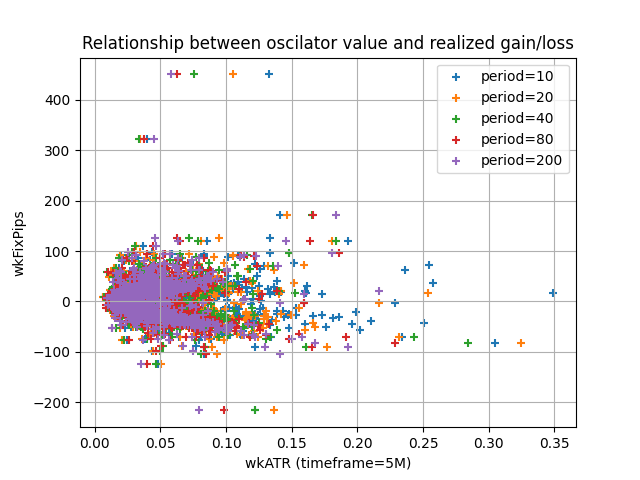 Relationship between oscilator value and realized gain/loss
period=10
period=20
period=40
period=80
period=200
wkFixPips
400
300
200
100
0
−100
−200
0.00 0.05 0.10 0.15 0.20 0.25 0.30 0.35
wkATR (timeframe=5M)